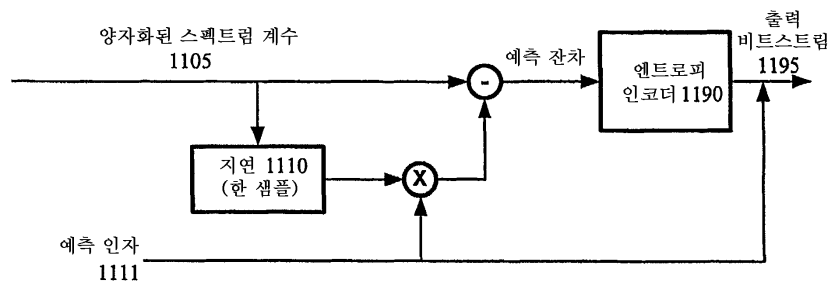 양자화된 스펙트럼 계수
1105
예측 잔차
출력
비트스트림
1195
엔트로피
인코더 1190
-
지연 1110
(한 샘플)
X
예측 인자
1111